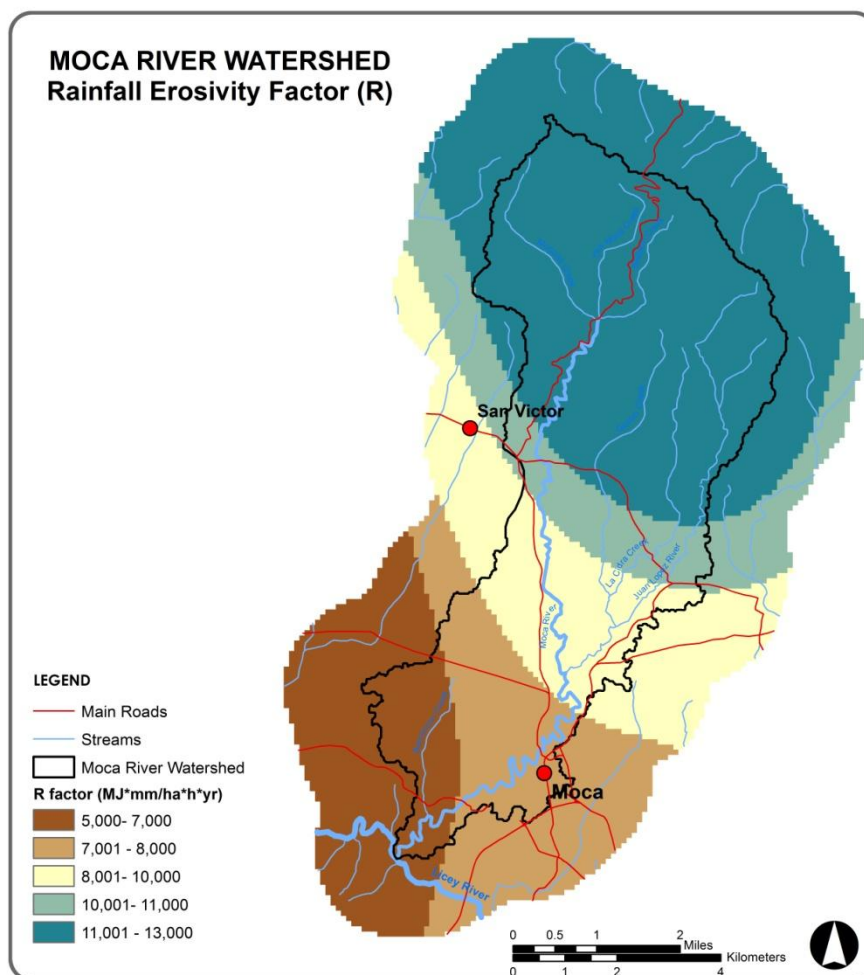 MOCA RIVER WATERSHED
Rainfall Erosivity Factor (R)
San Victor
La Cidra Creek
Juan Lopez River
Moca River
Moca
Licey River
LEGEND
Main Roads
Streams
Moca River Watershed
R factor (MJ*mm/ha*h*yr)
5,000- 7,000
7,001 - 8,000
8,001- 10,000
10,001- 11,000
11,001 - 13,000
0 0.5 1 2
Miles
Kilometers
0 1 2 4